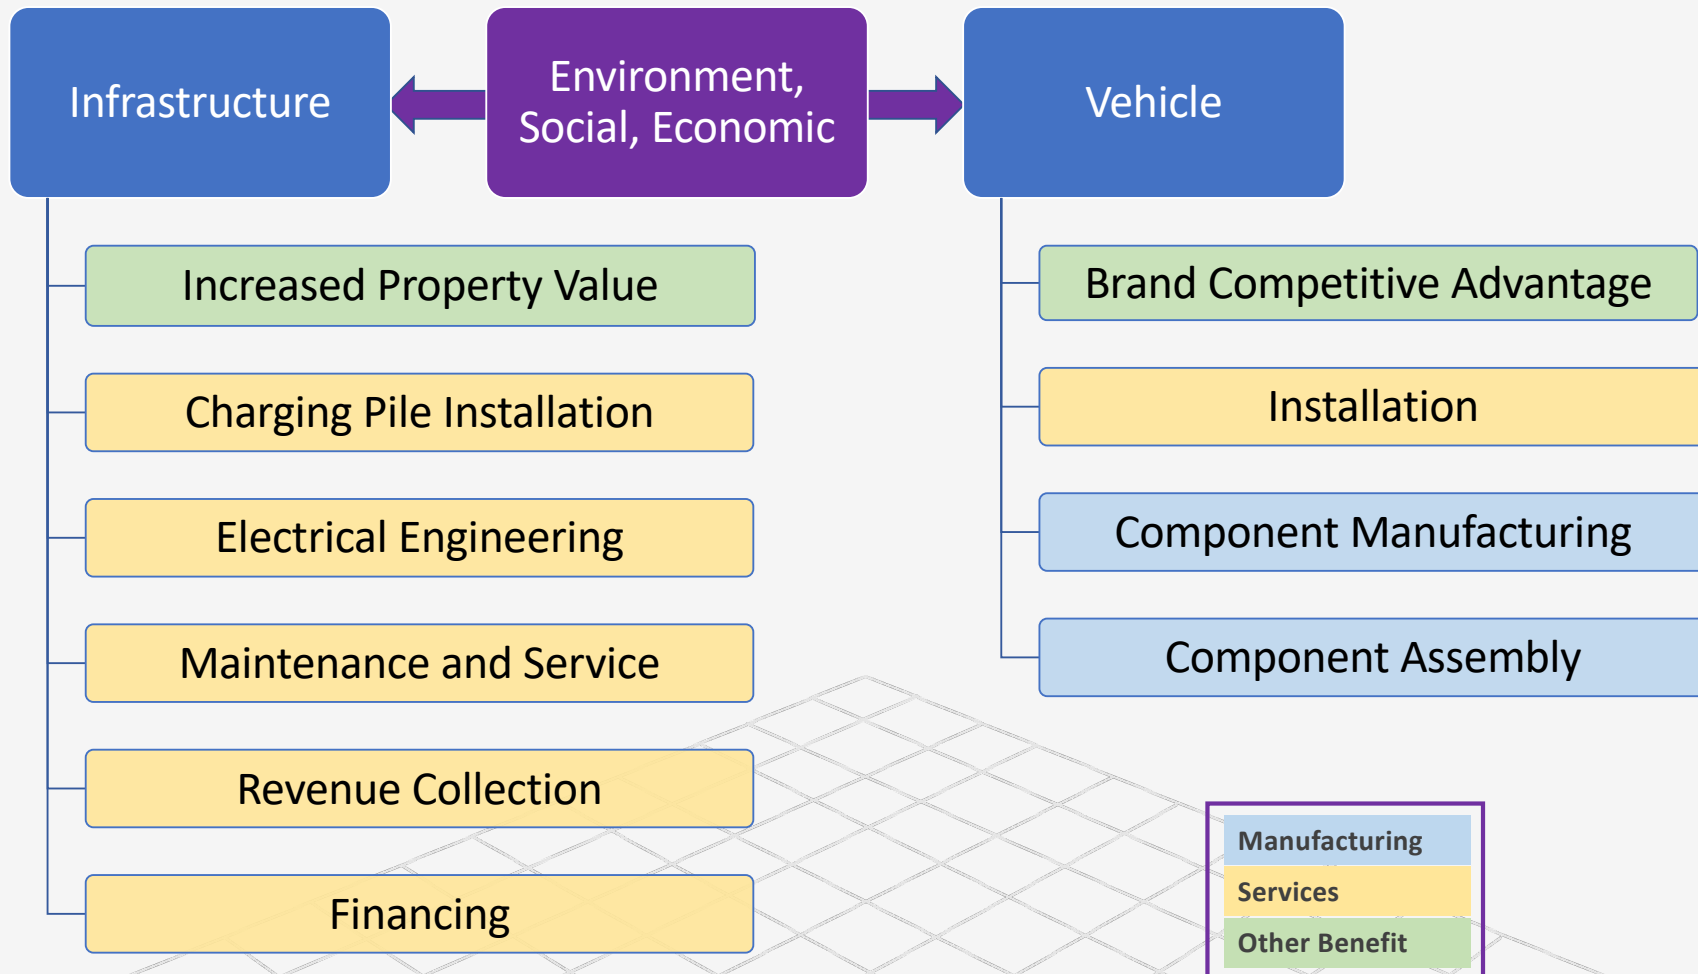 Infrastructure
Environment,
Social, Economic
Vehicle
Increased Property Value
Charging Pile Installation
Electrical Engineering
Maintenance and Service
Revenue Collection
Financing
Brand Competitive Advantage
Installation
Component Manufacturing
Component Assembly
Manufacturing
Services
Other Benefit